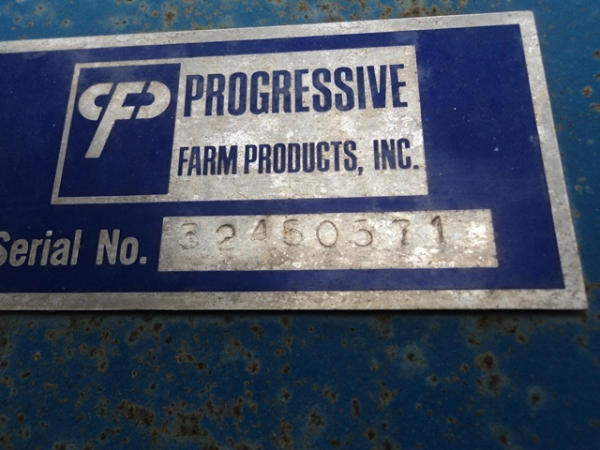 PROGRESSIVE
FARM PRODUCTS, INC.
Serial No. 32450571